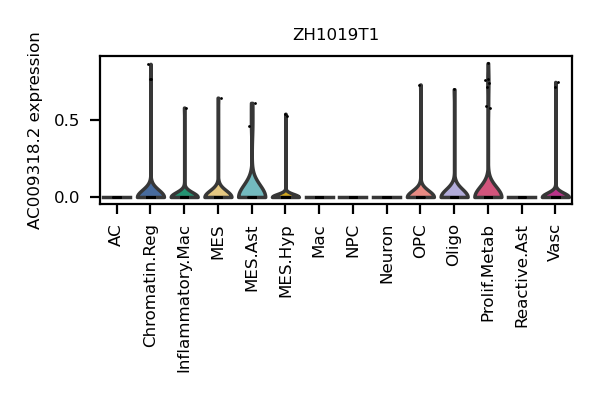 ZH1019T1
AC009318.2 expression
0.5
0.0
AC
Chromatin.Reg
Inflammatory.Mac
MES
MES.Ast
MES.Hyp
Mac
NPC
Neuron
OPC
Oligo
Prolif.Metab
Reactive.Ast
Vasc